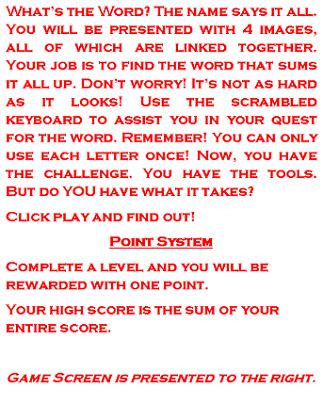 What's the Word? The name says it all.
You will be presented with 4 images,
all of which are linked together.
Your job is to find the word that sums
it all up. Don't worry! It's not as hard
as it looks! Use the scrambled
keyboard to assist you in your quest
for the word. Remember! You can only
use each letter once! Now, you have
the challenge. You have the tools.
But do YOU have what it takes?
Click play and find out!
Point System
Complete a level and you will be
rewarded with one point.
Your high score is the sum of your
entire score.
Game Screen is presented to the right.